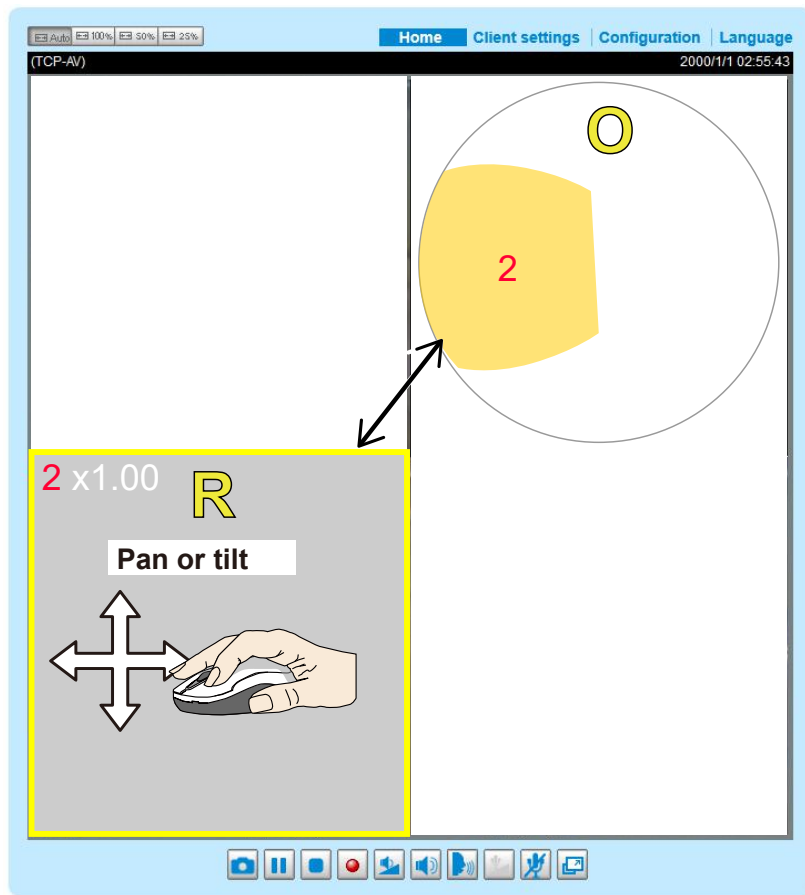 Auto 100% 50% 25%
Home Client settings Configuration Language
(TCP-AV) 2000/1/1 02:55:43
O
2
2 x1.00 R
Pan or tilt